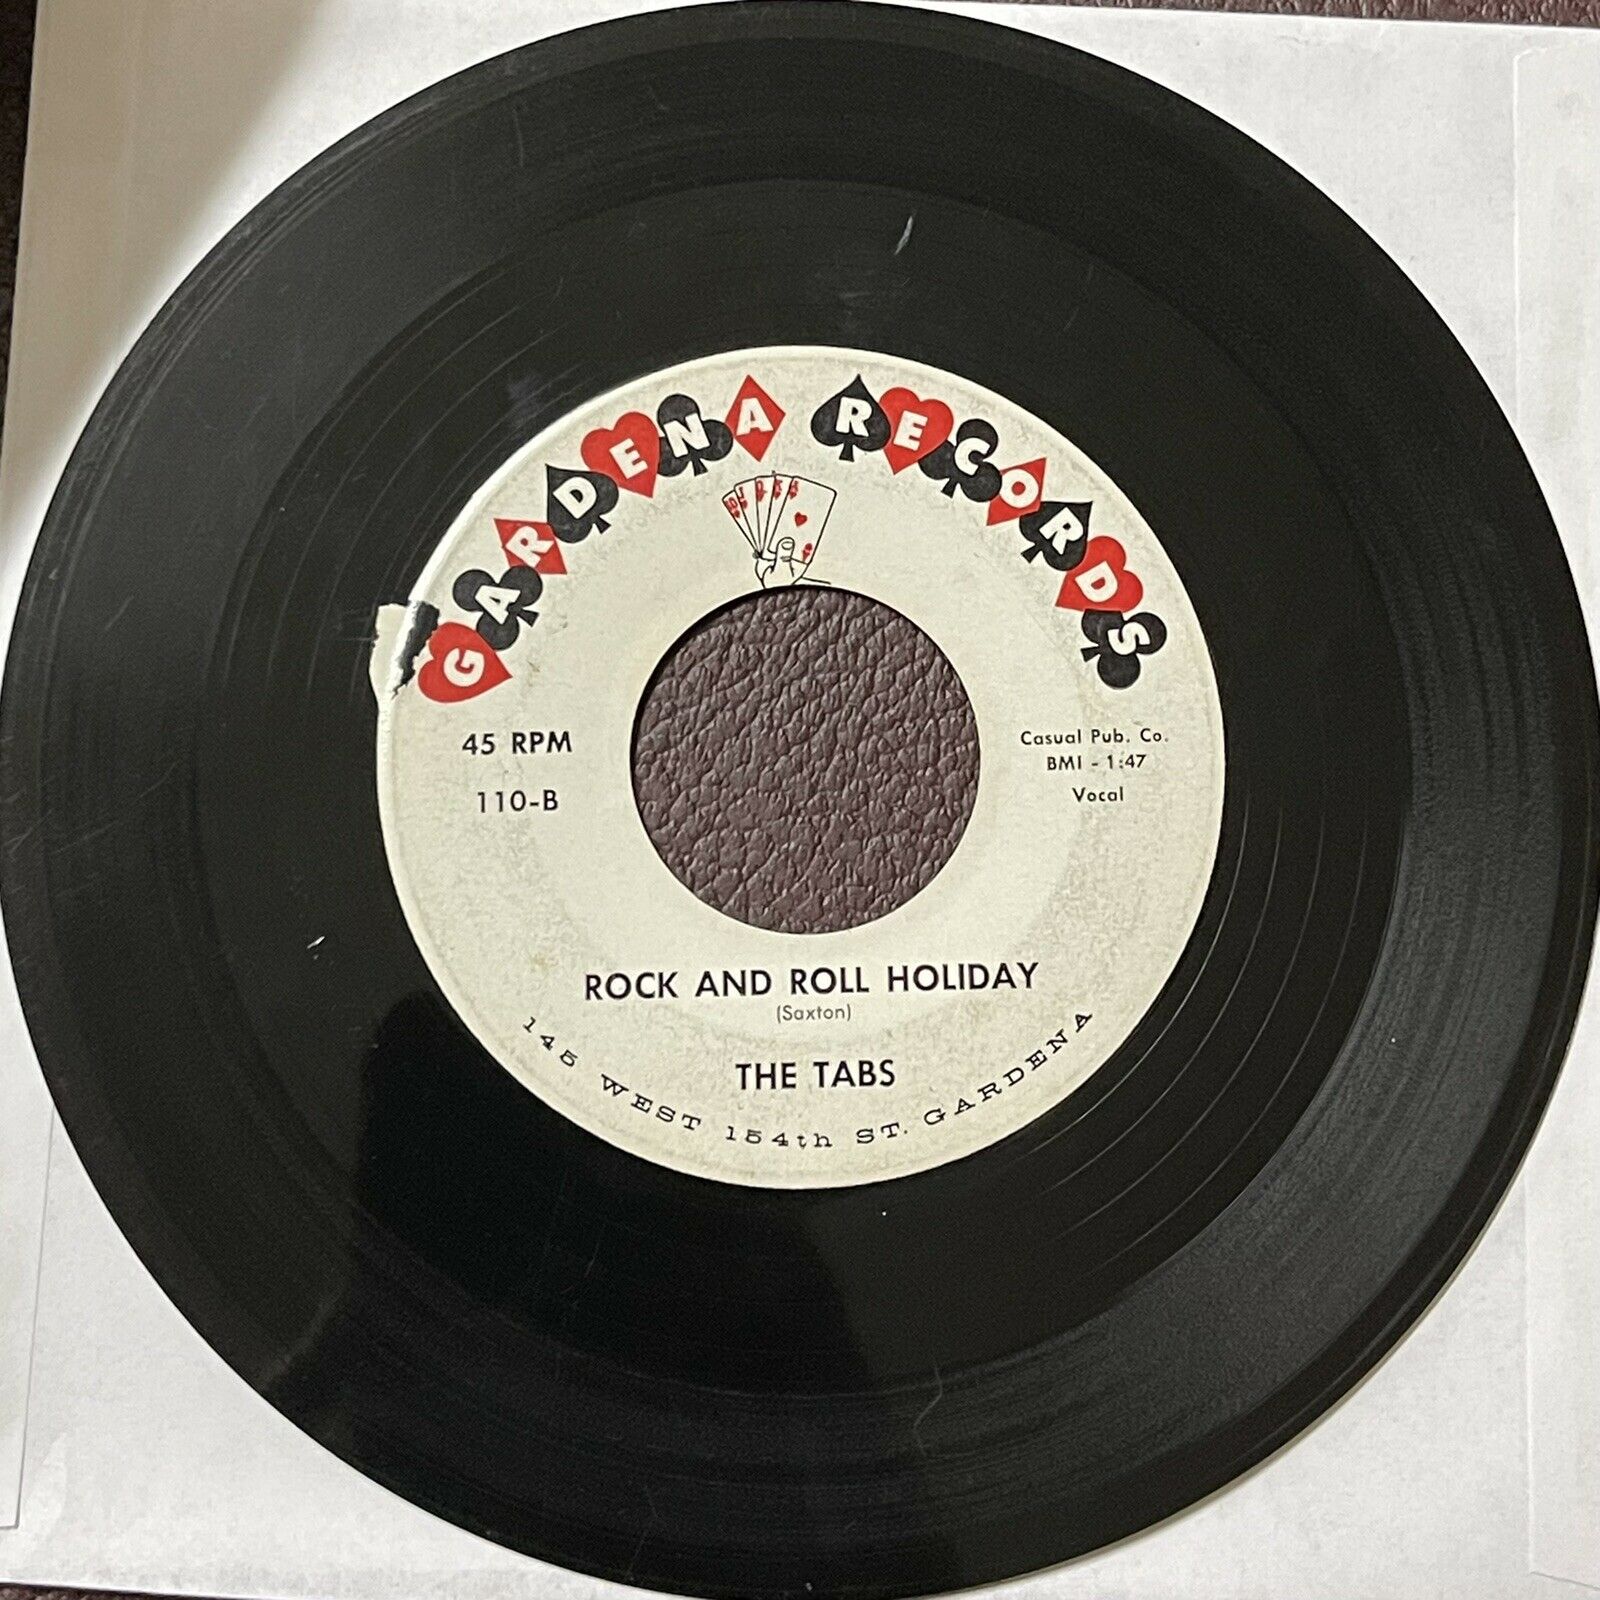 GARDENA RECORDS
45 RPM
110-B
Casual Pub. Co.
BMI - 1:47
Vocal
ROCK AND ROLL HOLIDAY
(Saxton)
THE TABS
145 WEST 154th ST. GARDENA